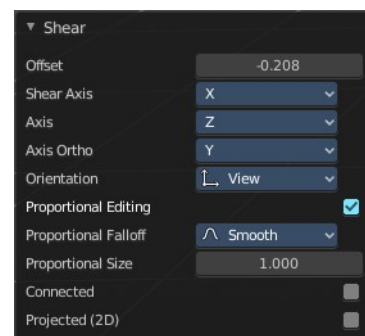 Shear
Offset -0.208
Shear Axis X
Axis Z
Axis Ortho Y
Orientation View
Proportional Editing
Proportional Falloff Smooth
Proportional Size 1.000
Connected
Projected (2D)